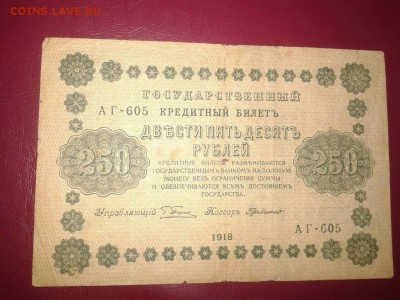 COINS.LAVE.RU
ГОСУДАРСТВЕННЫЙ
АГ-605 КРЕДИТНЫЙ БИЛЕТЪ
ДВѢСТИ ПЯТЬДЕСЯТЪ
РУБЛЕЙ
250 250
КРЕДИТНЫЕ БИЛЕТЫ РАЗМѢНИВАЮТСЯ
ГОСУДАРСТВЕННЫМЪ БАНКОМЪ НА ЗОЛОТУЮ
МОНЕТУ БЕЗЪ ОГРАНИЧЕНІЯ СУММЫ
И ОБЕЗПЕЧИВАЮТСЯ ВСѢМЪ ДОСТОЯНІЕМЪ
ГОСУДАРСТВА
Управляющій
Кассиръ
АГ-605
1918